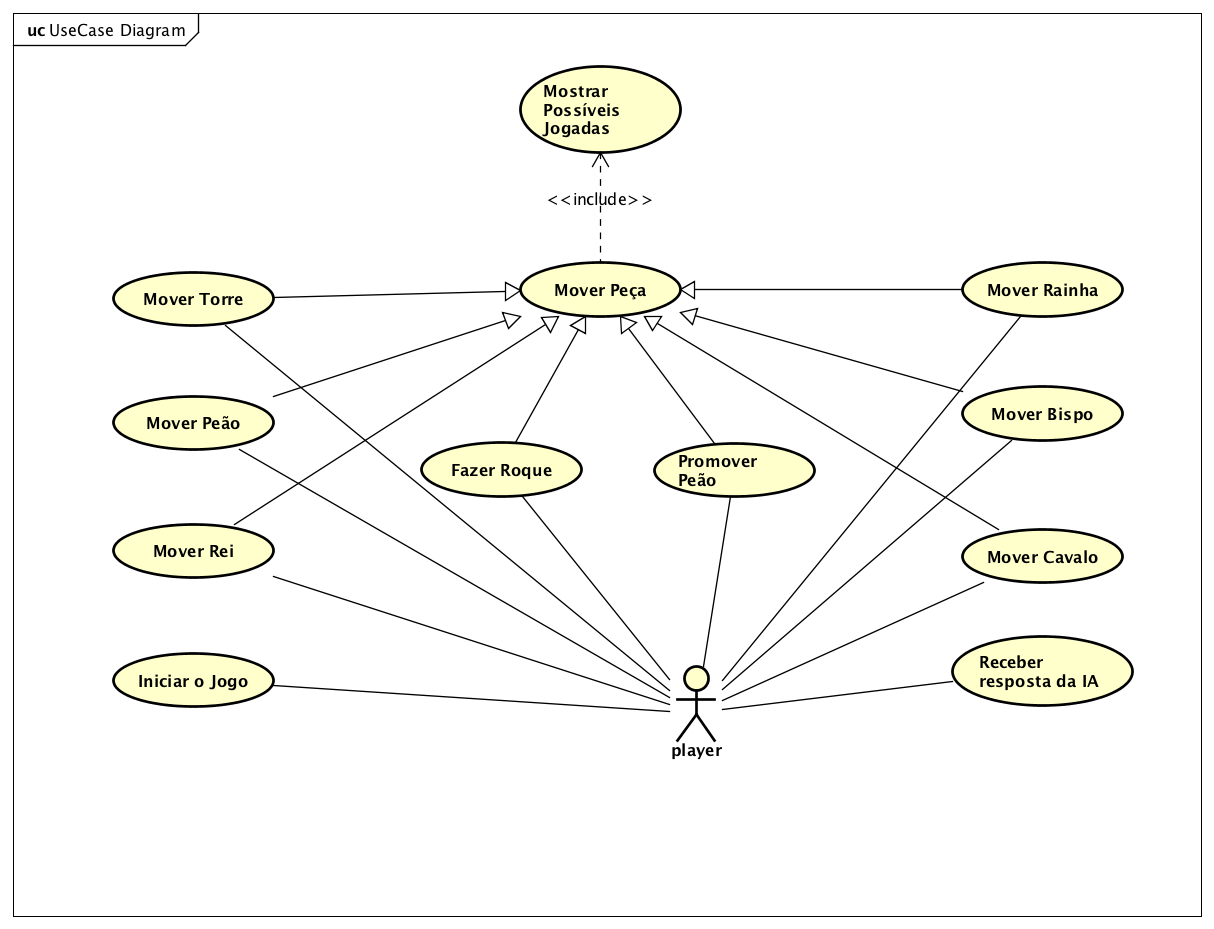 uc UseCase Diagram
Mostrar
Possíveis
Jogadas
<<include>>
Mover Torre
Mover Peça
Mover Rainha
Mover Peão
Mover Bispo
Fazer Roque
Promover
Peão
Mover Rei
Mover Cavalo
Iniciar o Jogo
Receber
resposta da IA
player